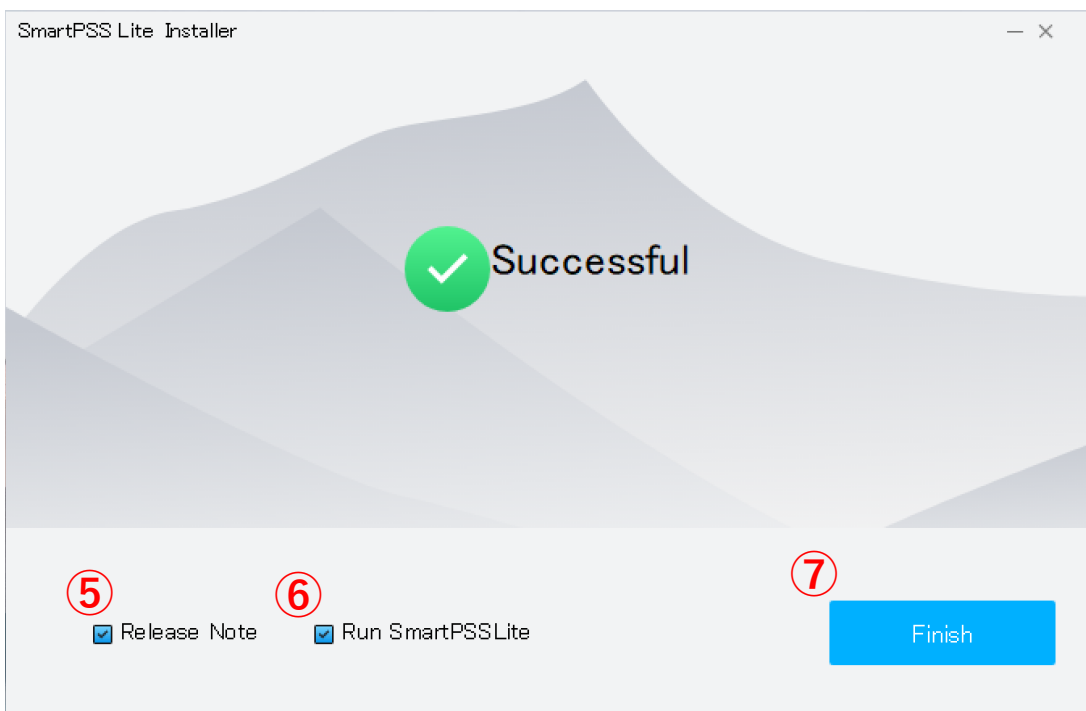 SmartPSS Lite Installer
Successful
⑤
⑥
⑦
Release Note
Run SmartPSSLite
Finish